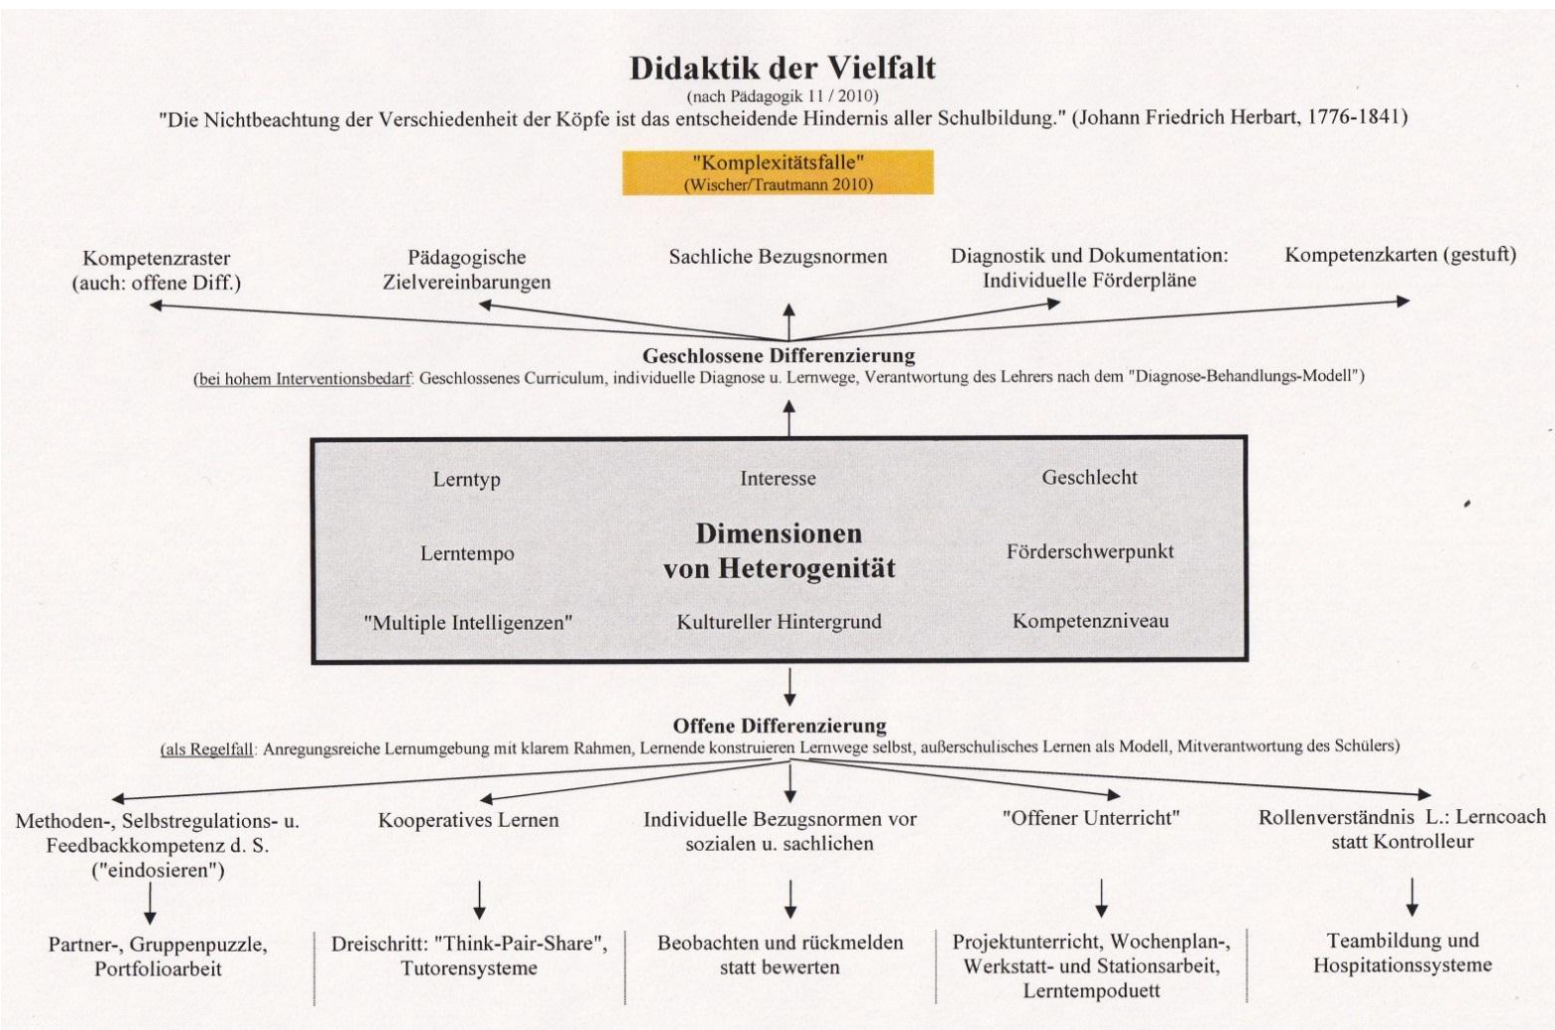 Didaktik der Vielfalt
(nach Pädagogik 11 / 2010)
"Die Nichtbeachtung der Verschiedenheit der Köpfe ist das entscheidende Hindernis aller Schulbildung." (Johann Friedrich Herbart, 1776-1841)
"Komplexitätsfalle"
(Wischer/Trautmann 2010)
Kompetenzraster
(auch: offene Diff.)
Pädagogische
Zielvereinbarungen
Sachliche Bezugsnormen
Diagnostik und Dokumentation:
Individuelle Förderpläne
Kompetenzkarten (gestuft)
Geschlossene Differenzierung
(bei hohem Interventionsbedarf: Geschlossenes Curriculum, individuelle Diagnose u. Lernwege, Verantwortung des Lehrers nach dem "Diagnose-Behandlungs-Modell")
Lerntyp
Interesse
Geschlecht
Dimensionen
von Heterogenität
Lerntempo
Förderschwerpunkt
"Multiple Intelligenzen"
Kultureller Hintergrund
Kompetenzniveau
Offene Differenzierung
(als Regelfall: Anregungsreiche Lernumgebung mit klarem Rahmen, Lernende konstruieren Lernwege selbst, außerschulisches Lernen als Modell, Mitverantwortung des Schülers)
Methoden-, Selbstregulations- u.
Feedbackkompetenz d. S.
("eindosieren")
Kooperatives Lernen
Individuelle Bezugsnormen vor
sozialen u. sachlichen
"Offener Unterricht"
Rollenverständnis L.: Lerncoach
statt Kontrolleur
Partner-, Gruppenpuzzle,
Portfolioarbeit
Dreischritt: "Think-Pair-Share",
Tutorensysteme
Beobachten und rückmelden
statt bewerten
Projektunterricht, Wochenplan-,
Werkstatt- und Stationsarbeit,
Lerntempoduett
Teambildung und
Hospitationssysteme